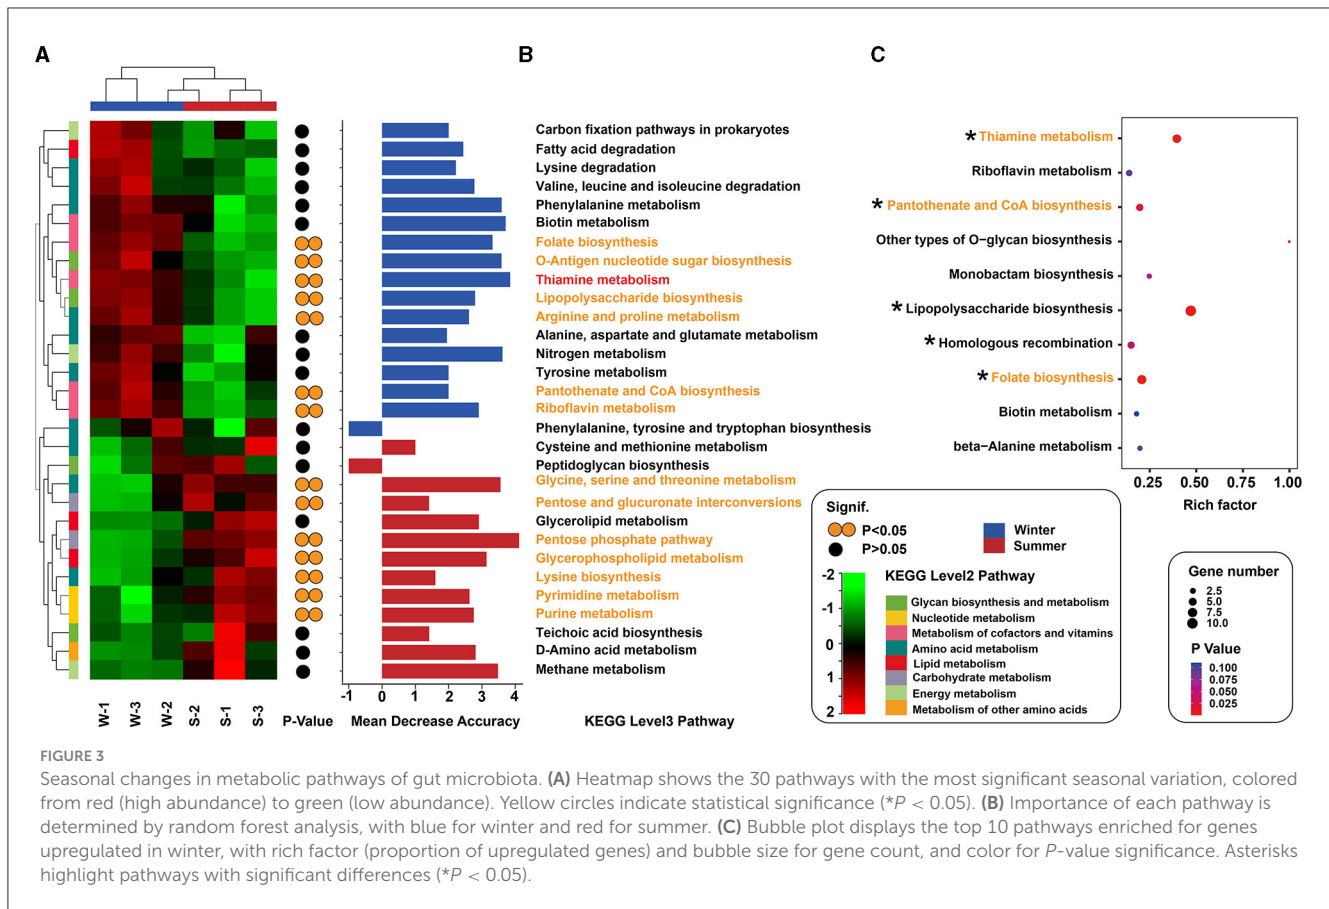 A
B
C
Carbon fixation pathways in prokaryotes
Fatty acid degradation
Lysine degradation
Valine, leucine and isoleucine degradation
Phenylalanine metabolism
Biotin metabolism
Folate biosynthesis
O-Antigen nucleotide sugar biosynthesis
Thiamine metabolism
Lipopolysaccharide biosynthesis
Arginine and proline metabolism
Alanine, aspartate and glutamate metabolism
Nitrogen metabolism
Tyrosine metabolism
Pantothenate and CoA biosynthesis
Riboflavin metabolism
Phenylalanine, tyrosine and tryptophan biosynthesis
Cysteine and methionine metabolism
Peptidoglycan biosynthesis
Glycine, serine and threonine metabolism
Pentose and glucuronate interconversions
Glycerolipid metabolism
Pentose phosphate pathway
Glycerophospholipid metabolism
Lysine biosynthesis
Pyrimidine metabolism
Purine metabolism
Teichoic acid biosynthesis
D-Amino acid metabolism
Methane metabolism
W-1 W-3 W-2 S-2 S-1 S-3
-1 0 1 2 3 4
P-Value Mean Decrease Accuracy KEGG Level3 Pathway
* Thiamine metabolism
Riboflavin metabolism
* Pantothenate and CoA biosynthesis
Other types of O-glycan biosynthesis
Monobactam biosynthesis
* Lipopolysaccharide biosynthesis
* Homologous recombination
* Folate biosynthesis
Biotin metabolism
beta-Alanine metabolism
0.25 0.50 0.75 1.00
Rich factor
Signif.
P<0.05
P>0.05
Winter
Summer
-2
-1
0
1
2
KEGG Level2 Pathway
Glycan biosynthesis and metabolism
Nucleotide metabolism
Metabolism of cofactors and vitamins
Amino acid metabolism
Lipid metabolism
Carbohydrate metabolism
Energy metabolism
Metabolism of other amino acids
Gene number
2.5
5.0
7.5
10.0
P Value
0.100
0.075
0.050
0.025
FIGURE 3
Seasonal changes in metabolic pathways of gut microbiota. (A) Heatmap shows the 30 pathways with the most significant seasonal variation, colored
from red (high abundance) to green (low abundance). Yellow circles indicate statistical significance (*P < 0.05). (B) Importance of each pathway is
determined by random forest analysis, with blue for winter and red for summer. (C) Bubble plot displays the top 10 pathways enriched for genes
upregulated in winter, with rich factor (proportion of upregulated genes) and bubble size for gene count, and color for P-value significance. Asterisks
highlight pathways with significant differences (*P < 0.05).